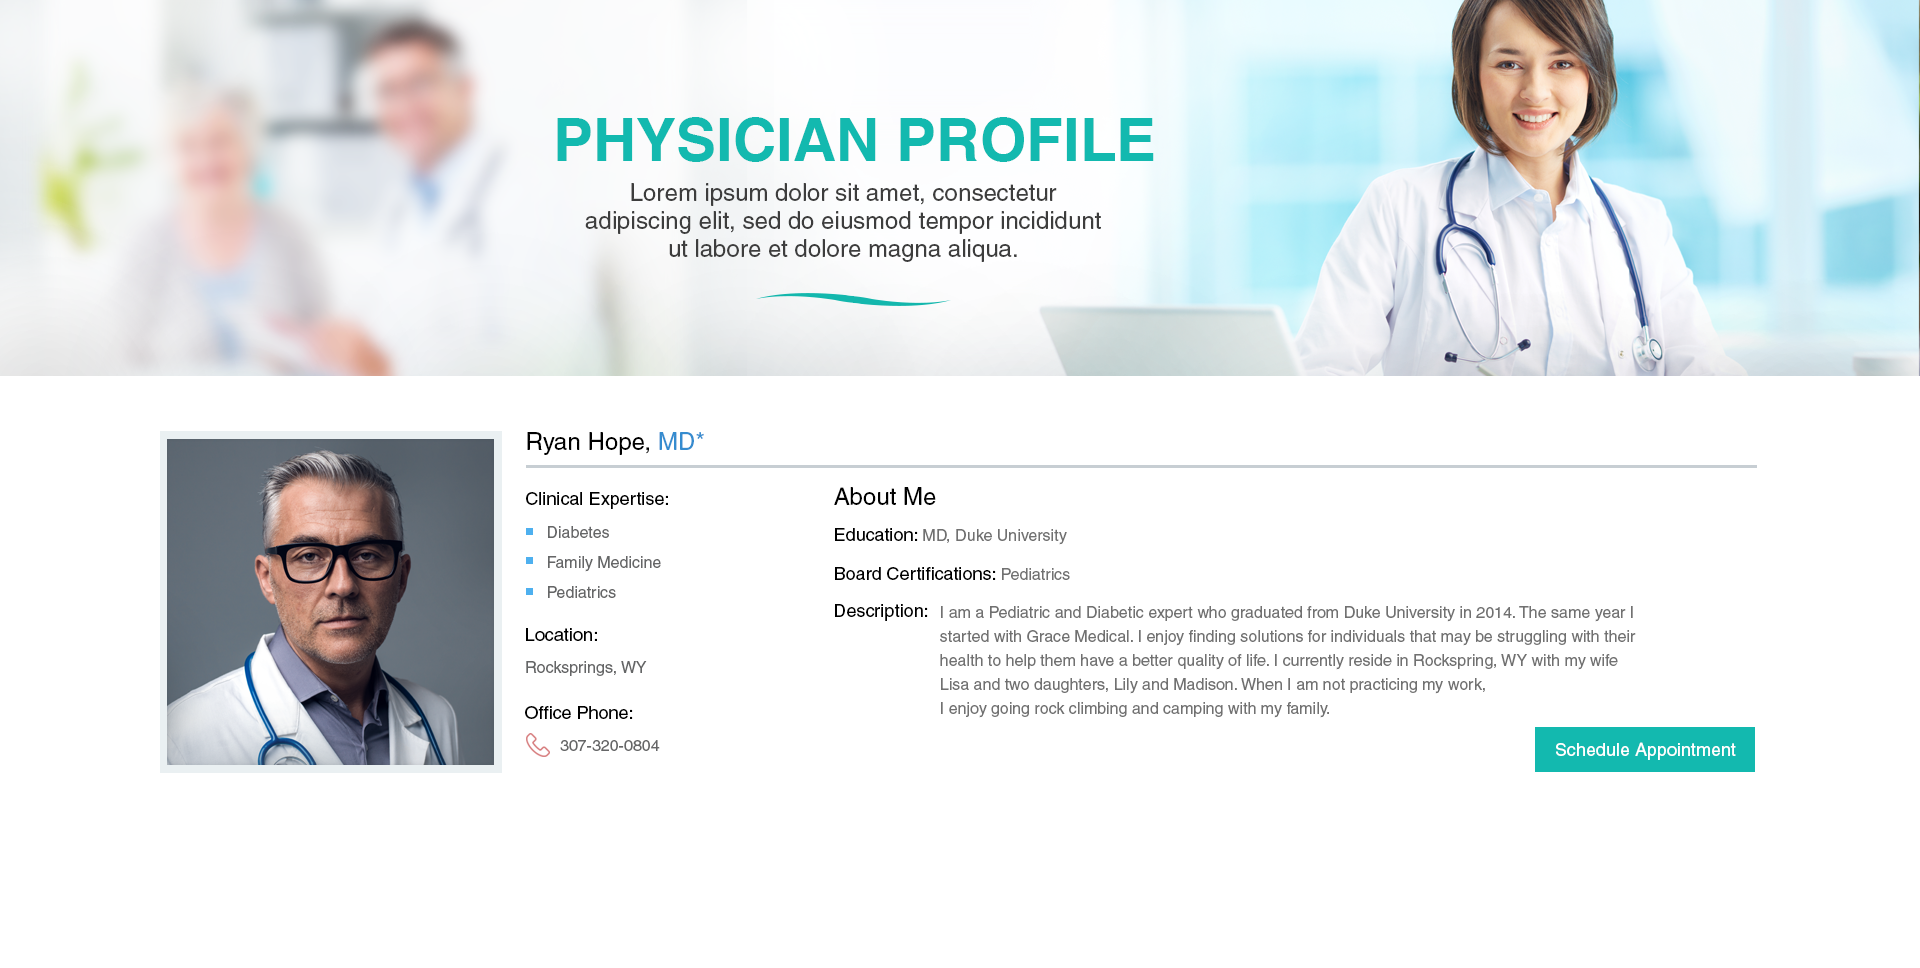 PHYSICIAN PROFILE
Lorem ipsum dolor sit amet, consectetur
adipiscing elit, sed do eiusmod tempor incididunt
ut labore et dolore magna aliqua.
Ryan Hope, MD*
Clinical Expertise:
Diabetes
Family Medicine
Pediatrics
Location:
Rocksprings, WY
Office Phone:
307-320-0804
About Me
Education: MD, Duke University
Board Certifications: Pediatrics
Description: I am a Pediatric and Diabetic expert who graduated from Duke University in 2014. The same year I
started with Grace Medical. I enjoy finding solutions for individuals that may be struggling with their
health to help them have a better quality of life. I currently reside in Rockspring, WY with my wife
Lisa and two daughters, Lily and Madison. When I am not practicing my work,
I enjoy going rock climbing and camping with my family.
Schedule Appointment